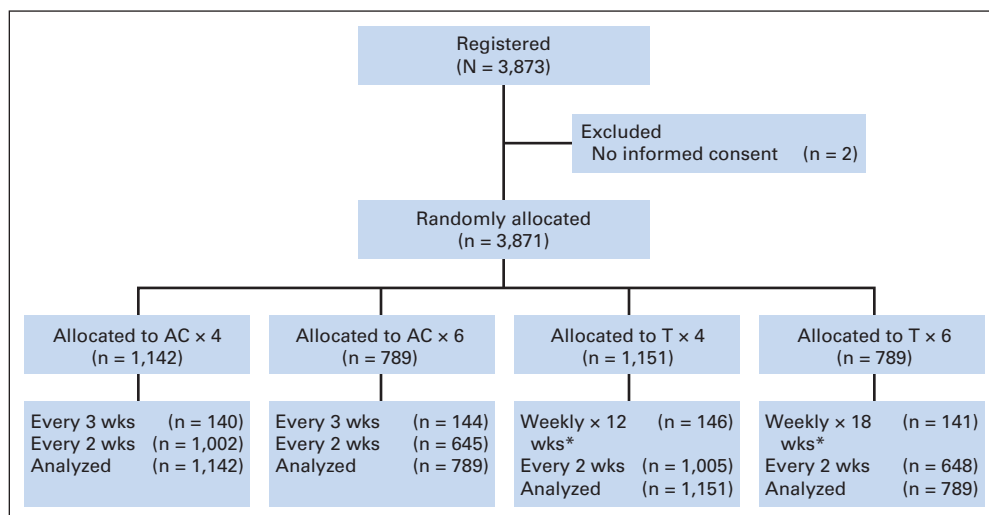 Registered
(N = 3,873)
Excluded
No informed consent (n = 2)
Randomly allocated
(n = 3,871)
Allocated to AC × 4
(n = 1,142)
Allocated to AC × 6
(n = 789)
Allocated to T × 4
(n = 1,151)
Allocated to T × 6
(n = 789)
Every 3 wks (n = 140)
Every 2 wks (n = 1,002)
Analyzed (n = 1,142)
Every 3 wks (n = 144)
Every 2 wks (n = 645)
Analyzed (n = 789)
Weekly × 12 (n = 146)
wks*
Every 2 wks (n = 1,005)
Analyzed (n = 1,151)
Weekly × 18 (n = 141)
wks*
Every 2 wks (n = 648)
Analyzed (n = 789)